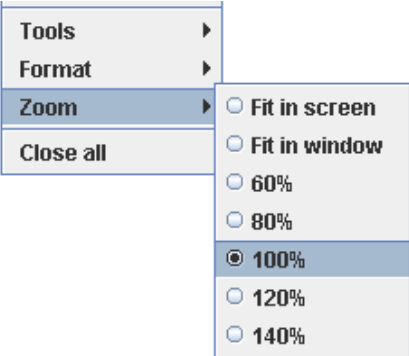 Tools
Format
Zoom
Close all
Fit in screen
Fit in window
60%
80%
100%
120%
140%